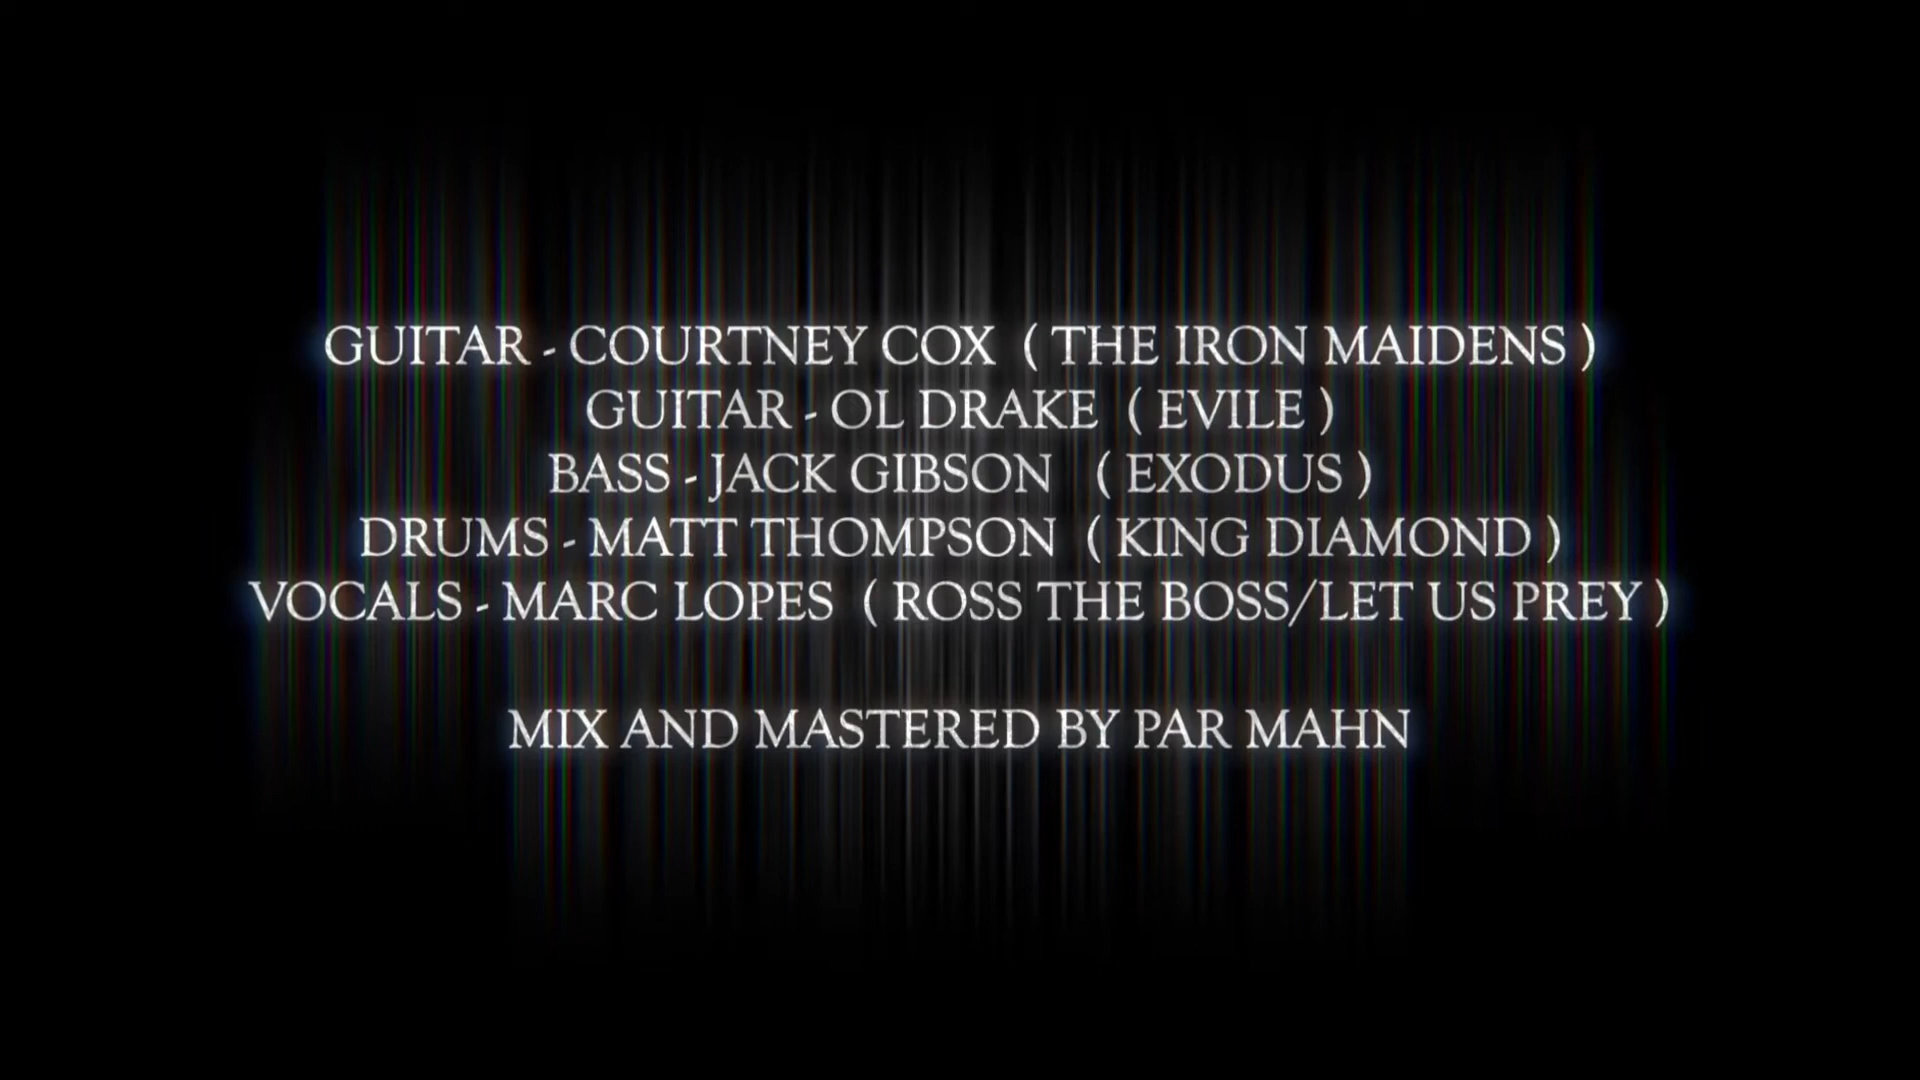 GUITAR - COURTNEY COX ( THE IRON MAIDENS )
GUITAR - OL DRAKE ( EVILE )
BASS - JACK GIBSON ( EXODUS )
DRUMS - MATT THOMPSON ( KING DIAMOND )
VOCALS - MARC LOPES ( ROSS THE BOSS/LET US PREY )
MIX AND MASTERED BY PAR MAHN